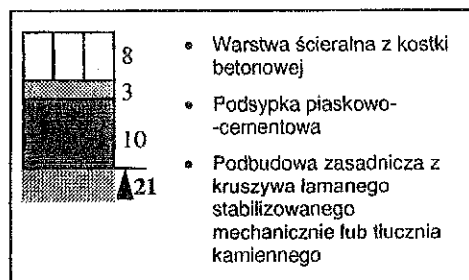 8
3
10
21
• Warstwa ścieralna z kostki
betonowej
• Podsypka piaskowo-
-cementowa
• Podbudowa zasadnicza z
kruszywa łamanego
stabilizowanego
mechanicznie lub tłucznia
kamiennego